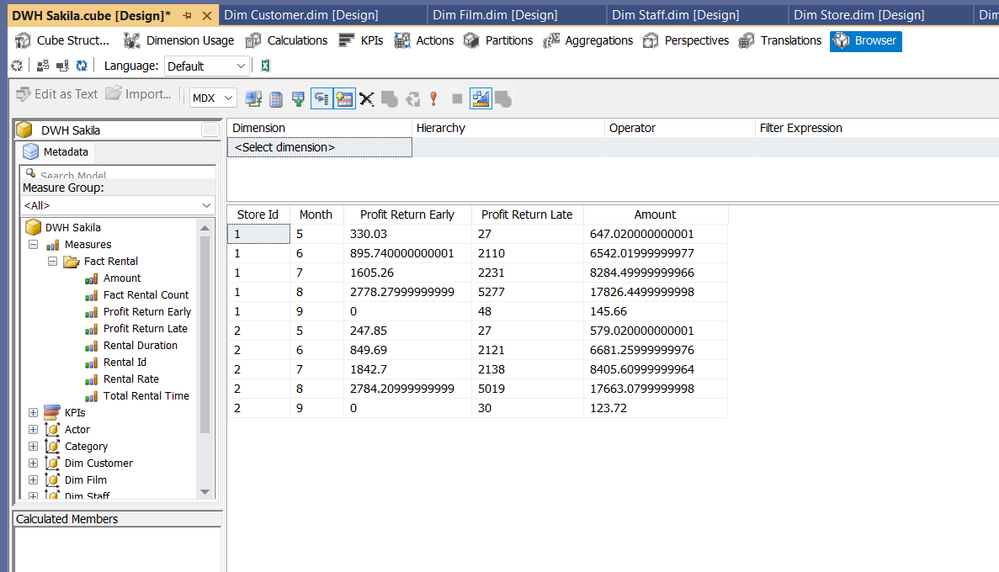 DWH Sakila.cube [Design]* Dim Customer.dim [Design] Dim Film.dim [Design] Dim Staff.dim [Design] Dim Store.dim [Design] Dim
Cube Struct... Dimension Usage Calculations KPIs Actions Partitions Aggregations Perspectives Translations Browser
Language: Default
Edit as Text Import... MDX
DWH Sakila
Metadata
Search Model
Measure Group:
<All>
DWH Sakila
Measures
Fact Rental
Amount
Fact Rental Count
Profit Return Early
Profit Return Late
Rental Duration
Rental Id
Rental Rate
Total Rental Time
KPIs
Actor
Category
Dim Customer
Dim Film
Dim Staff
Calculated Members
Dimension Hierarchy Operator Filter Expression
<Select dimension>
Store Id Month Profit Return Early Profit Return Late Amount
1 5 330.03 27 647.020000000001
1 6 895.740000000001 2110 6542.01999999977
1 7 1605.26 2231 8284.49999999966
1 8 2778.27999999999 5277 17826.4499999998
1 9 0 48 145.66
2 5 247.85 27 579.020000000001
2 6 849.69 2121 6681.25999999976
2 7 1842.7 2138 8405.60999999964
2 8 2784.20999999999 5019 17663.0799999998
2 9 0 30 123.72